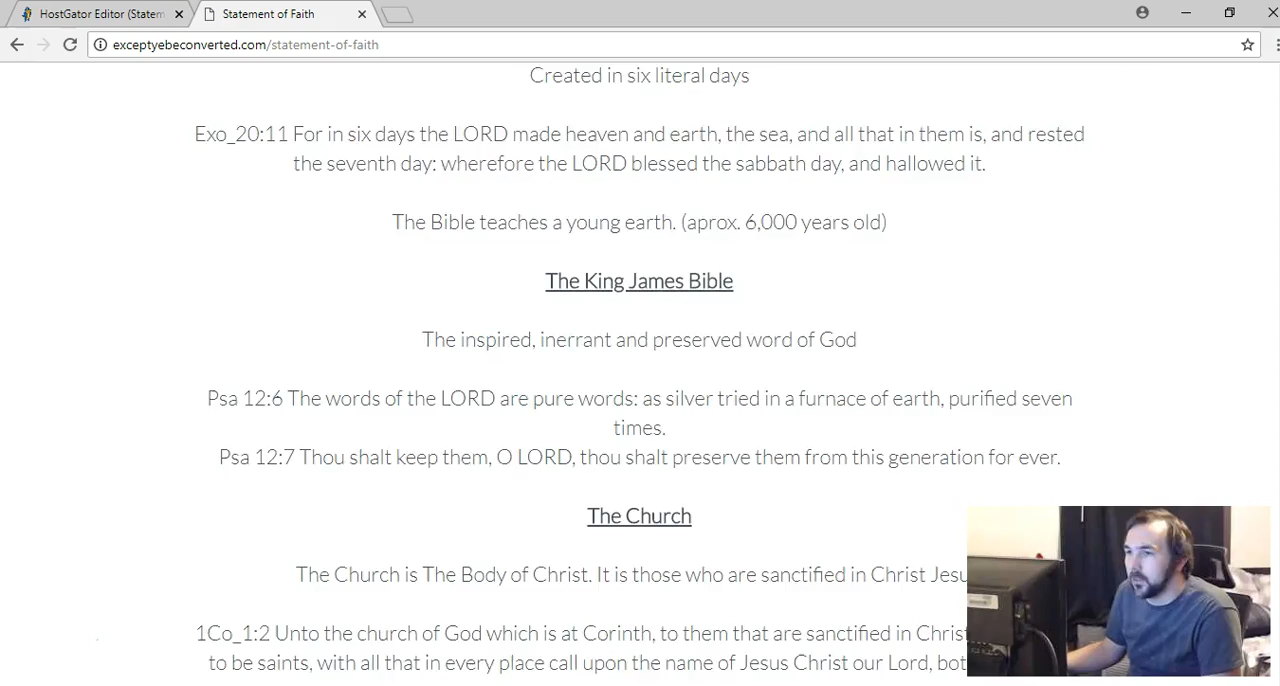 HostGator Editor (Statem
Statement of Faith
exceptyebeconverted.com/statement-of-faith
Created in six literal days
Exo_20:11 For in six days the LORD made heaven and earth, the sea, and all that in them is, and rested
the seventh day: wherefore the LORD blessed the sabbath day, and hallowed it.
The Bible teaches a young earth. (aprox. 6,000 years old)
The King James Bible
The inspired, inerrant and preserved word of God
Psa 12:6 The words of the LORD are pure words: as silver tried in a furnace of earth, purified seven
times.
Psa 12:7 Thou shalt keep them, O LORD, thou shalt preserve them from this generation for ever.
The Church
The Church is The Body of Christ. It is those who are sanctified in Christ Jesu
1Co_1:2 Unto the church of God which is at Corinth, to them that are sanctified in Christ
to be saints, with all that in every place call upon the name of Jesus Christ our Lord, bot